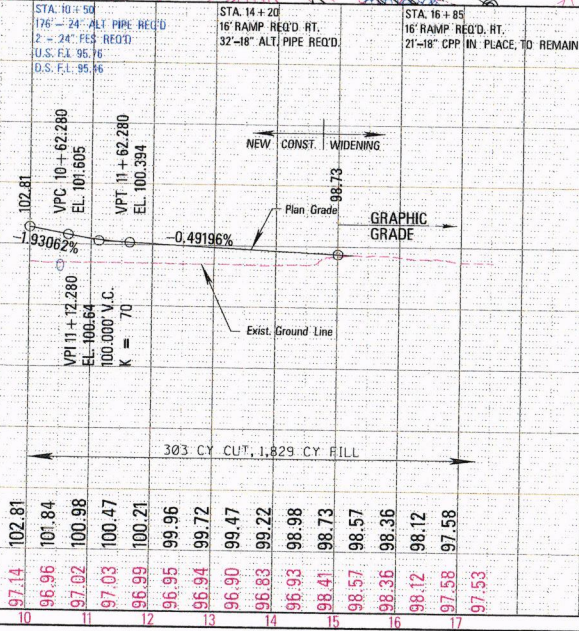 STA. 10 + 50
176' - 24" ALT PIPE REQ'D
2 - 24" FES REQ'D
U.S. F.L. 95.76
D.S. F.L. 95.46
STA. 14 + 20
16' RAMP REQ'D. RT.
32'-18" ALT. PIPE REQ'D.
STA. 16 + 85
16' RAMP REQ'D. RT.
21'-18" CPP IN PLACE, TO REMAIN
102.81
VPC 10 + 62.280
EL. 101.605
VPT 11 + 62.280
EL. 100.394
NEW CONST. WIDENING
98.73
Plan Grade
GRAPHIC
GRADE
-1.93062%
-0.49196%
VPI 11 + 12.280
EL. 100.64
100.000' V.C.
K = 70
Exist. Ground Line
303 CY CUT, 1,829 CY FILL
102.81 101.84 100.98 100.47 100.21 99.96 99.72 99.47 99.22 98.98 98.73 98.57 98.36 98.12 97.58
97.14 96.96 97.02 97.03 96.99 96.95 96.94 96.90 96.83 96.93 98.41 98.57 98.36 98.12 97.58 97.53
10 11 12 13 14 15 16 17